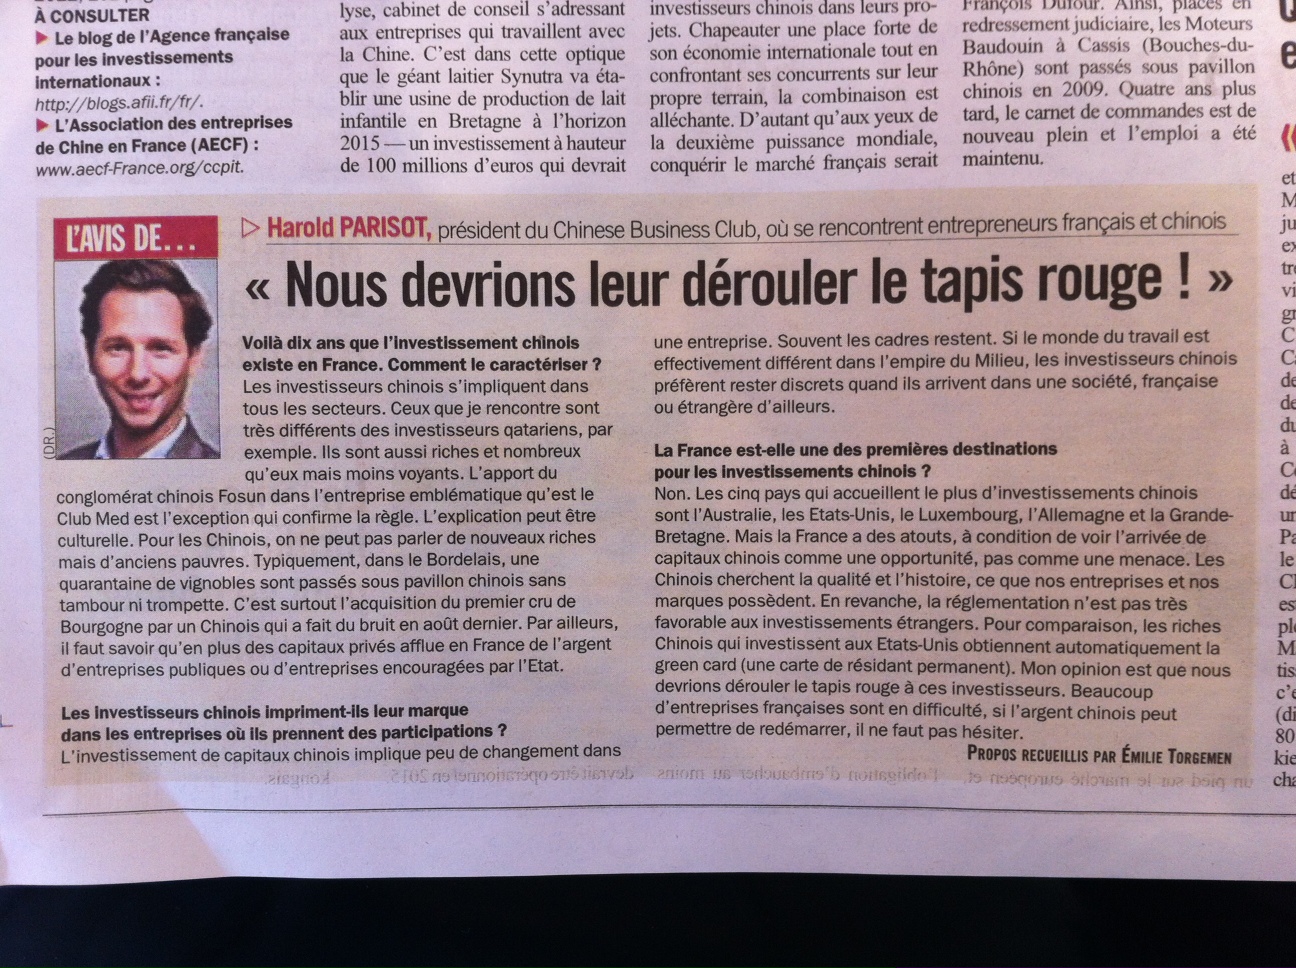 À CONSULTER
▶ Le blog de l'Agence française
pour les investissements
internationaux :
http://blogs.afii.fr/fr/.
▶ L'Association des entreprises
de Chine en France (AECF) :
www.aecf-France.org/ccpit.
lyse, cabinet de conseil s'adressant
aux entreprises qui travaillent avec
la Chine. C'est dans cette optique
que le géant laitier Synutra va éta-
blir une usine de production de lait
infantile en Bretagne à l'horizon
2015 — un investissement à hauteur
de 100 millions d'euros qui devrait
investisseurs chinois dans leurs pro-
jets. Chapeauter une place forte de
son économie internationale tout en
confrontant ses concurrents sur leur
propre terrain, la combinaison est
alléchante. D'autant qu'aux yeux de
la deuxième puissance mondiale,
conquérir le marché français serait
François Dufour. Ainsi, placés en
redressement judiciaire, les Moteurs
Baudouin à Cassis (Bouches-du-
Rhône) sont passés sous pavillon
chinois en 2009. Quatre ans plus
tard, le carnet de commandes est de
nouveau plein et l'emploi a été
maintenu.
L'AVIS DE...
(DR.)
▷ Harold PARISOT, président du Chinese Business Club, où se rencontrent entrepreneurs français et chinois
« Nous devrions leur dérouler le tapis rouge ! »
Voilà dix ans que l'investissement chinois
existe en France. Comment le caractériser ?
Les investisseurs chinois s'impliquent dans
tous les secteurs. Ceux que je rencontre sont
très différents des investisseurs qatariens, par
exemple. Ils sont aussi riches et nombreux
qu'eux mais moins voyants. L'apport du
conglomérat chinois Fosun dans l'entreprise emblématique qu'est le
Club Med est l'exception qui confirme la règle. L'explication peut être
culturelle. Pour les Chinois, on ne peut pas parler de nouveaux riches
mais d'anciens pauvres. Typiquement, dans le Bordelais, une
quarantaine de vignobles sont passés sous pavillon chinois sans
tambour ni trompette. C'est surtout l'acquisition du premier cru de
Bourgogne par un Chinois qui a fait du bruit en août dernier. Par ailleurs,
il faut savoir qu'en plus des capitaux privés afflue en France de l'argent
d'entreprises publiques ou d'entreprises encouragées par l'Etat.
Les investisseurs chinois impriment-ils leur marque
dans les entreprises où ils prennent des participations ?
L'investissement de capitaux chinois implique peu de changement dans
une entreprise. Souvent les cadres restent. Si le monde du travail est
effectivement différent dans l'empire du Milieu, les investisseurs chinois
préfèrent rester discrets quand ils arrivent dans une société, française
ou étrangère d'ailleurs.
La France est-elle une des premières destinations
pour les investissements chinois ?
Non. Les cinq pays qui accueillent le plus d'investissements chinois
sont l'Australie, les Etats-Unis, le Luxembourg, l'Allemagne et la Grande-
Bretagne. Mais la France a des atouts, à condition de voir l'arrivée de
capitaux chinois comme une opportunité, pas comme une menace. Les
Chinois cherchent la qualité et l'histoire, ce que nos entreprises et nos
marques possèdent. En revanche, la réglementation n'est pas très
favorable aux investissements étrangers. Pour comparaison, les riches
Chinois qui investissent aux Etats-Unis obtiennent automatiquement la
green card (une carte de résidant permanent). Mon opinion est que nous
devrions dérouler le tapis rouge à ces investisseurs. Beaucoup
d'entreprises françaises sont en difficulté, si l'argent chinois peut
permettre de redémarrer, il ne faut pas hésiter.
PROPOS RECUEILLIS PAR ÉMILIE TORGEMEN